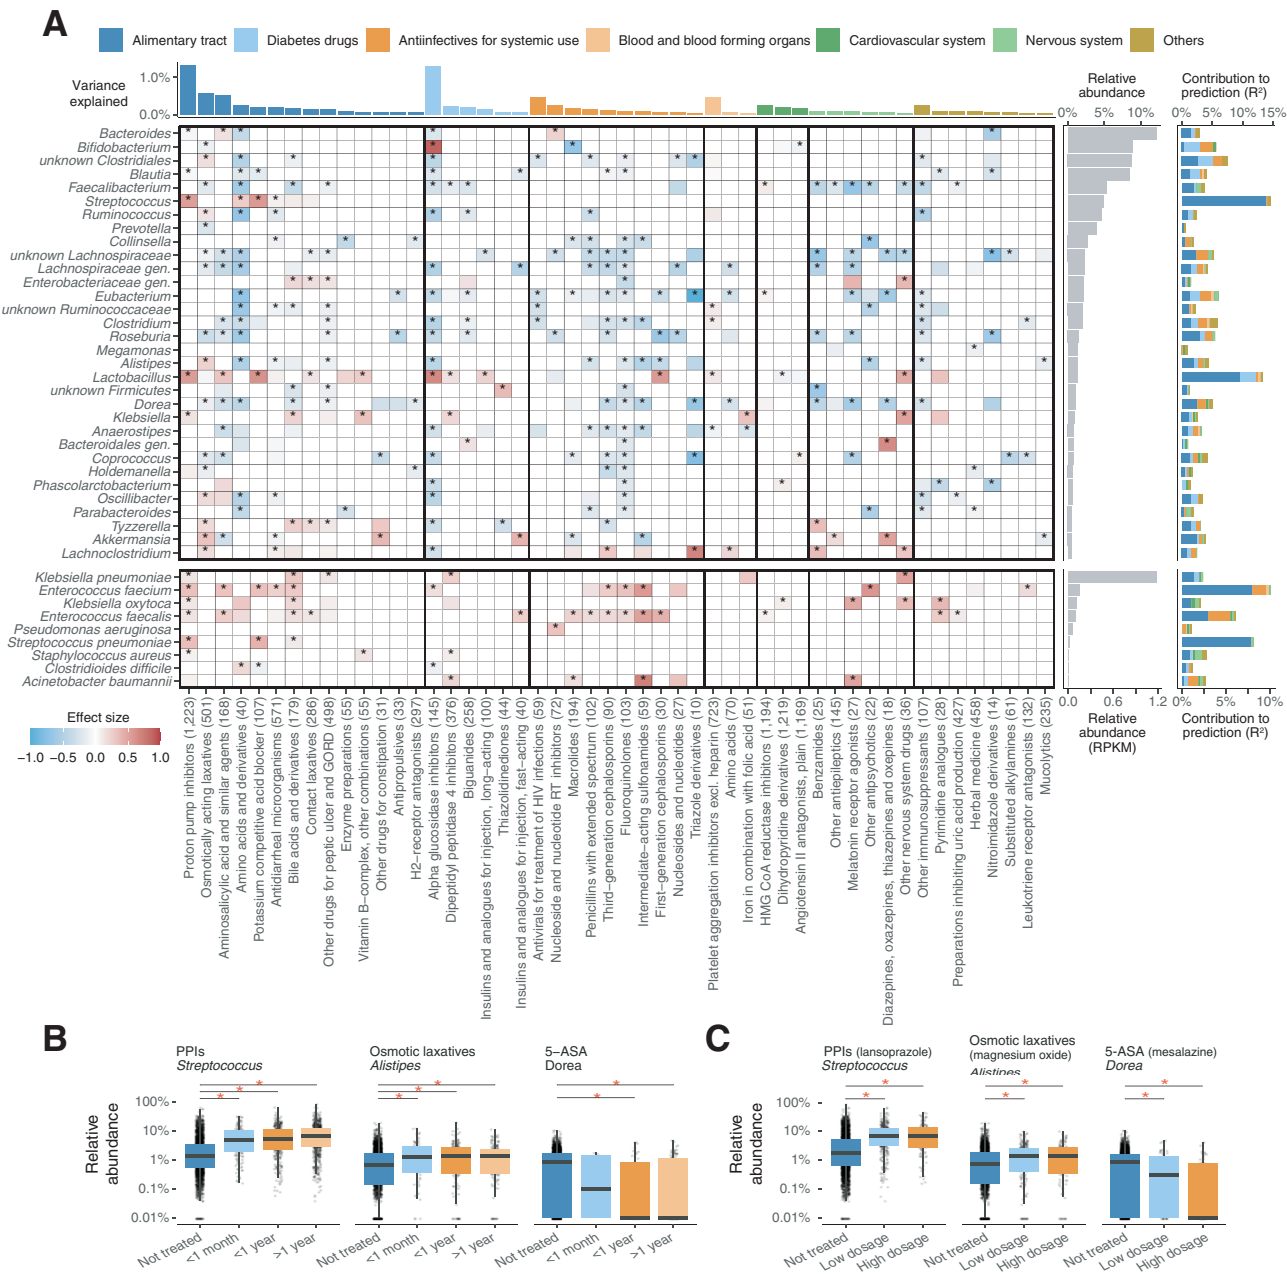 A
Alimentary tract
Diabetes drugs
Antiinfectives for systemic use
Blood and blood forming organs
Cardiovascular system
Nervous system
Others
Variance
explained
1.0%
0.0%
Relative
abundance
0% 5% 10%
Contribution to
prediction (R²)
0% 5% 10% 15%
Bacteroides
Bifidobacterium
unknown Clostridiales
Blautia
Faecalibacterium
Streptococcus
Ruminococcus
Prevotella
Collinsella
unknown Lachnospiraceae
Lachnospiraceae gen.
Enterobacteriaceae gen.
Eubacterium
unknown Ruminococcaceae
Clostridium
Roseburia
Megamonas
Alistipes
Lactobacillus
unknown Firmicutes
Dorea
Klebsiella
Anaerostipes
Bacteroidales gen.
Coprococcus
Holdemanella
Phascolarctobacterium
Oscillibacter
Parabacteroides
Tyzzerella
Akkermansia
Lachnoclostridium
Klebsiella pneumoniae
Enterococcus faecium
Klebsiella oxytoca
Enterococcus faecalis
Pseudomonas aeruginosa
Streptococcus pneumoniae
Staphylococcus aureus
Clostridioides difficile
Acinetobacter baumannii
0.0 0.6 1.2
Relative
abundance
(RPKM)
0% 5% 10%
Contribution to
prediction (R²)
Effect size
−1.0 −0.5 0.0 0.5 1.0
Proton pump inhibitors (1,223)
Osmotically acting laxatives (501)
Aminosalicylic acid and similar agents (168)
Amino acids and derivatives (40)
Potassium competitive acid blocker (107)
Antidiarrheal microorganisms (571)
Bile acids and derivatives (179)
Contact laxatives (286)
Other drugs for peptic ulcer and GORD (498)
Enzyme preparations (55)
Vitamin B−complex, other combinations (55)
Other drugs for constipation (31)
Antipropulsives (33)
H2−receptor antagonists (297)
Alpha glucosidase inhibitors (145)
Dipeptidyl peptidase 4 inhibitors (376)
Biguanides (258)
Insulins and analogues for injection, long−acting (100)
Thiazolidinediones (44)
Insulins and analogues for injection, fast−acting (40)
Antivirals for treatment of HIV infections (59)
Nucleoside and nucleotide RT inhibitors (72)
Macrolides (194)
Penicillins with extended spectrum (102)
Third−generation cephalosporins (90)
Fluoroquinolones (103)
Intermediate−acting sulfonamides (59)
First−generation cephalosporins (30)
Nucleosides and nucleotides (27)
Triazole derivatives (10)
Platelet aggregation inhibitors excl. heparin (723)
Amino acids (70)
Iron in combination with folic acid (51)
HMG CoA reductase inhibitors (1,194)
Dihydropyridine derivatives (1,219)
Angiotensin II antagonists, plain (1,169)
Benzamides (25)
Other antiepileptics (145)
Melatonin receptor agonists (27)
Other antipsychotics (22)
Diazepines, oxazepines, thiazepines and oxepines (18)
Other nervous system drugs (36)
Other immunosuppressants (107)
Pyrimidine analogues (28)
Preparations inhibiting uric acid production (427)
Herbal medicine (458)
Nitroimidazole derivatives (14)
Substituted alkylamines (61)
Leukotriene receptor antagonists (132)
Mucolytics (235)
B
PPIs
Streptococcus
Osmotic laxatives
Alistipes
5−ASA
Dorea
Relative
abundance
100%
10%
1%
0.1%
0.01%
Not treated
<1 month
<1 year
>1 year
Not treated
<1 month
<1 year
>1 year
Not treated
<1 month
<1 year
>1 year
C
PPIs (lansoprazole)
Streptococcus
Osmotic laxatives
(magnesium oxide)
Alistipes
5-ASA (mesalazine)
Dorea
Relative
abundance
100%
10%
1%
0.1%
0.01%
Not treated
Low dosage
High dosage
Not treated
Low dosage
High dosage
Not treated
Low dosage
High dosage